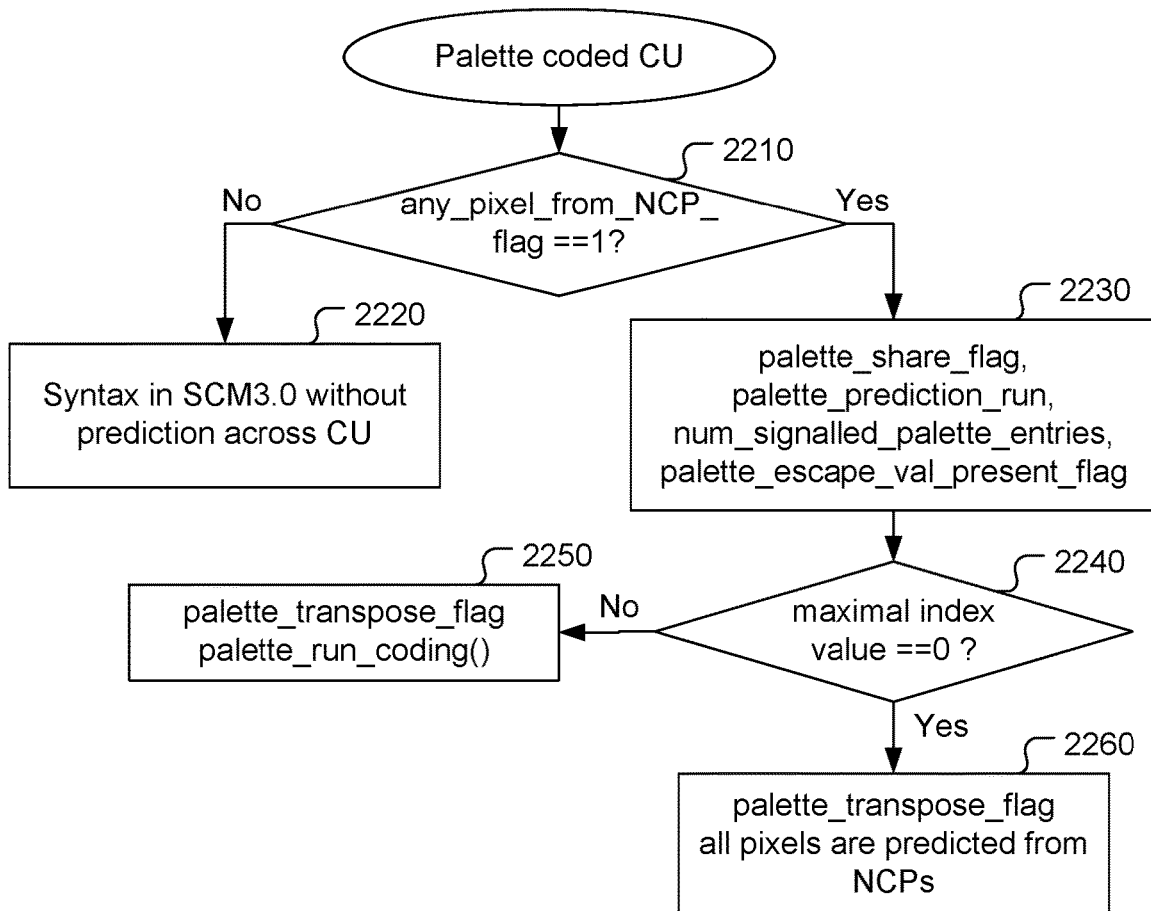 Palette coded CU
2210
No
any_pixel_from_NCP_
flag ==1?
Yes
2220
Syntax in SCM3.0 without
prediction across CU
2230
palette_share_flag,
palette_prediction_run,
num_signalled_palette_entries,
palette_escape_val_present_flag
2250
palette_transpose_flag
palette_run_coding()
No
2240
maximal index
value ==0 ?
Yes
2260
palette_transpose_flag
all pixels are predicted from
NCPs